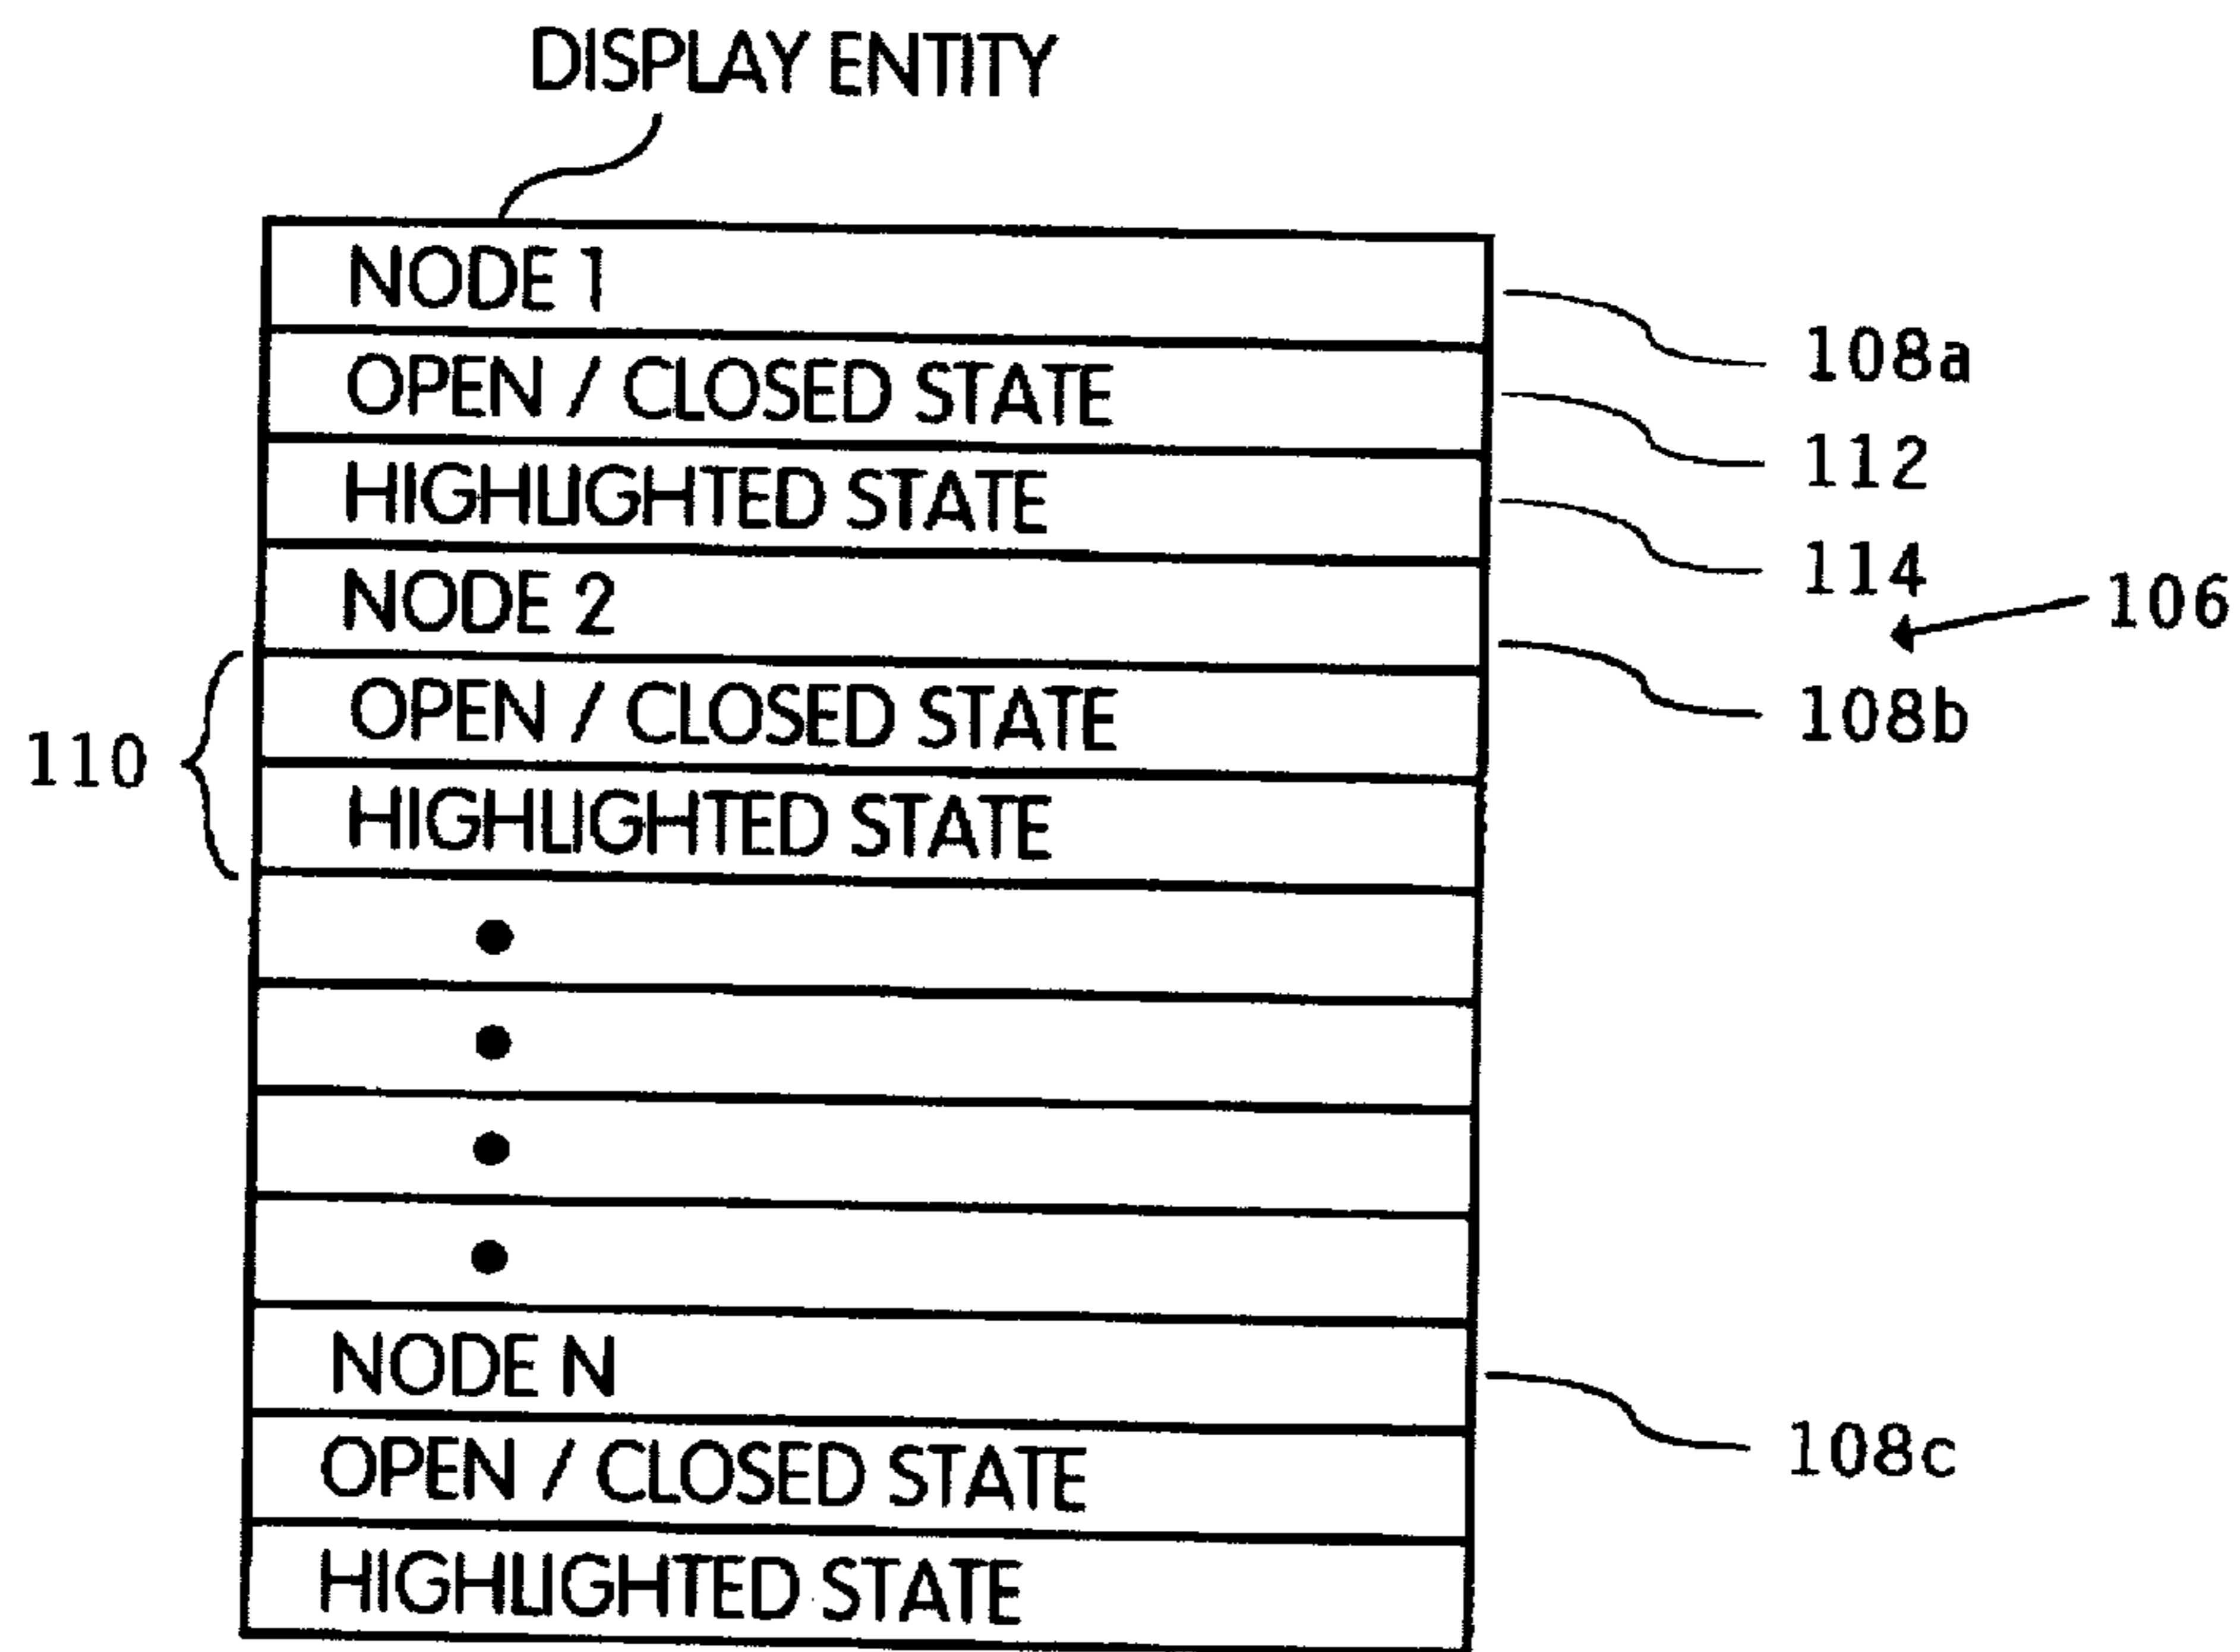 DISPLAY ENTITY
NODE 1
108a
OPEN / CLOSED STATE
112
HIGHLIGHTED STATE
114
106
NODE 2
108b
110
OPEN / CLOSED STATE
HIGHLIGHTED STATE
NODE N
108c
OPEN / CLOSED STATE
HIGHLIGHTED STATE